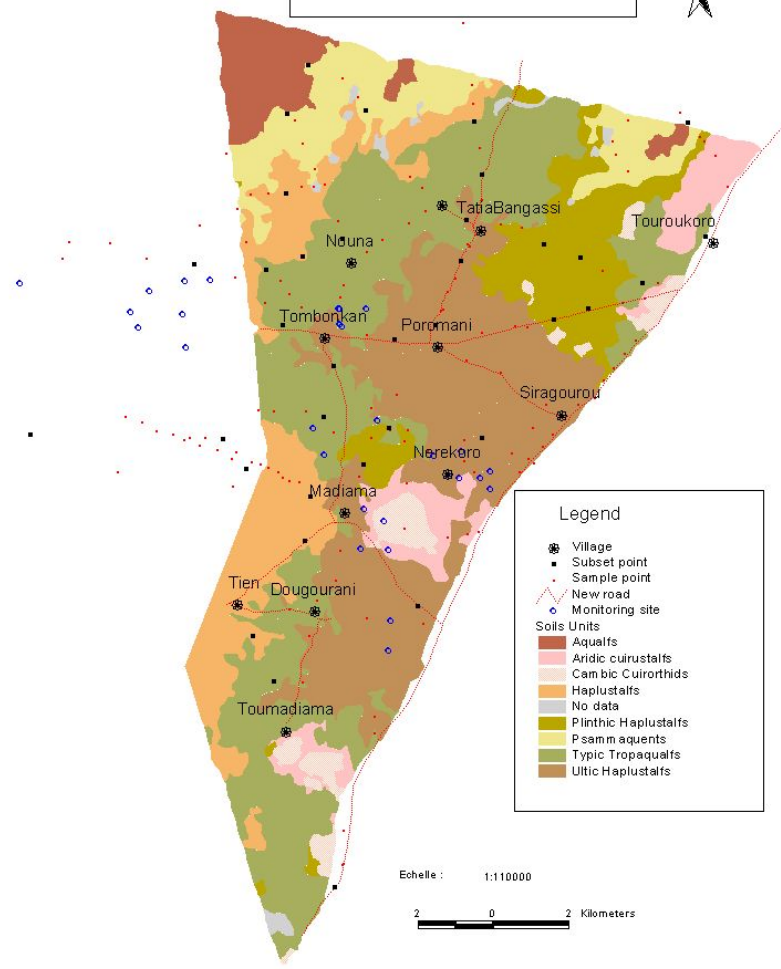 TatiaBangassi
Touroukoro
Nouna
Tombonkan
Poromani
Siragourou
Nerekoro
Madiama
Tien
Dougourani
Toumadiama
Legend
Village
Subset point
Sample point
New road
Monitoring site
Soils Units
Aqualfs
Aridic cuirustalfs
Cambic Cuirorthids
Haplustalfs
No data
Plinthic Haplustalfs
Psammaquents
Typic Tropaqualfs
Ultic Haplustalfs
Echelle : 1:110000
2 0 2 Kilometers